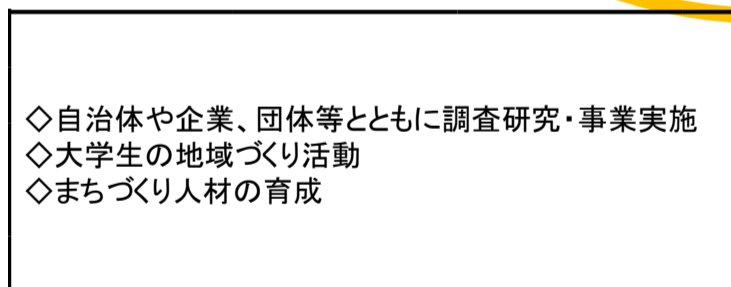 ◇自治体や企業、団体等とともに調査研究・事業実施
◇大学生の地域づくり活動
◇まちづくり人材の育成